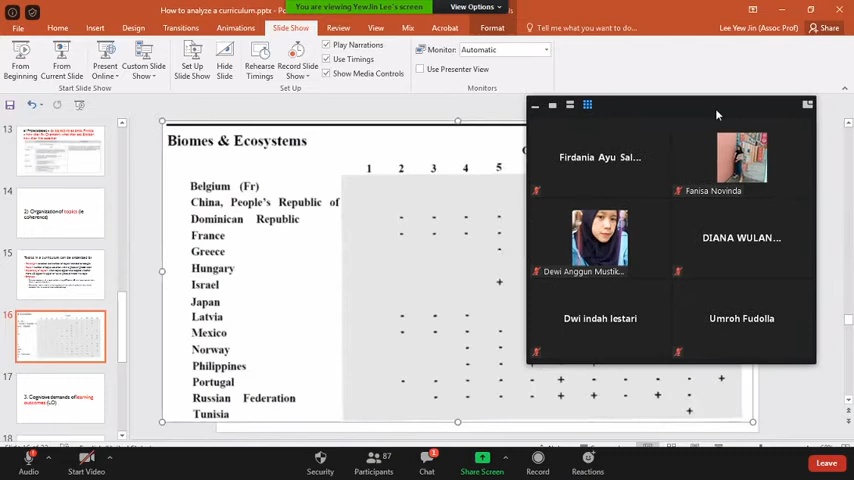 How to analyze a curriculum.pptx
You are viewing YewJin Lee's screen
View Options
File Insert Design Transitions Animations Slide Show Review View Mix Acrobat Format Tell me what you want to do... Lee Yew Jin (Assoc Prof) Share
From Beginning
From Current Slide
Present Online
Custom Slide Show
Set Up Slide Show
Hide Slide
Rehearse Timings
Record Slide Show
Play Narrations
Use Timings
Show Media Controls
Monitor: Automatic
Use Presenter View
Start Slide Show
Set Up
Monitors
13
14
2) Organization of topics (ie coherence)
15
16
17
3. Cognitive demands of learning outcomes (LO)
18
Biomes & Ecosystems
1 2 3 4 5
Belgium (Fr)
China, People's Republic of
Dominican Republic - - - -
France - - - -
Greece -
Hungary
Israel +
Japan
Latvia - - -
Mexico - - - -
Norway - -
Philippines - -
Portugal - - - - + - - - +
Russian Federation - - - + + - + -
Tunisia +
Firdania Ayu Sal...
Fanisa Novinda
Dewi Anggun Mustik...
DIANA WULAN...
Dwi indah lestari
Umroh Fudolla
Audio
Start Video
Security
Participants 87
Chat 1
Share Screen
Record
Reactions
Leave